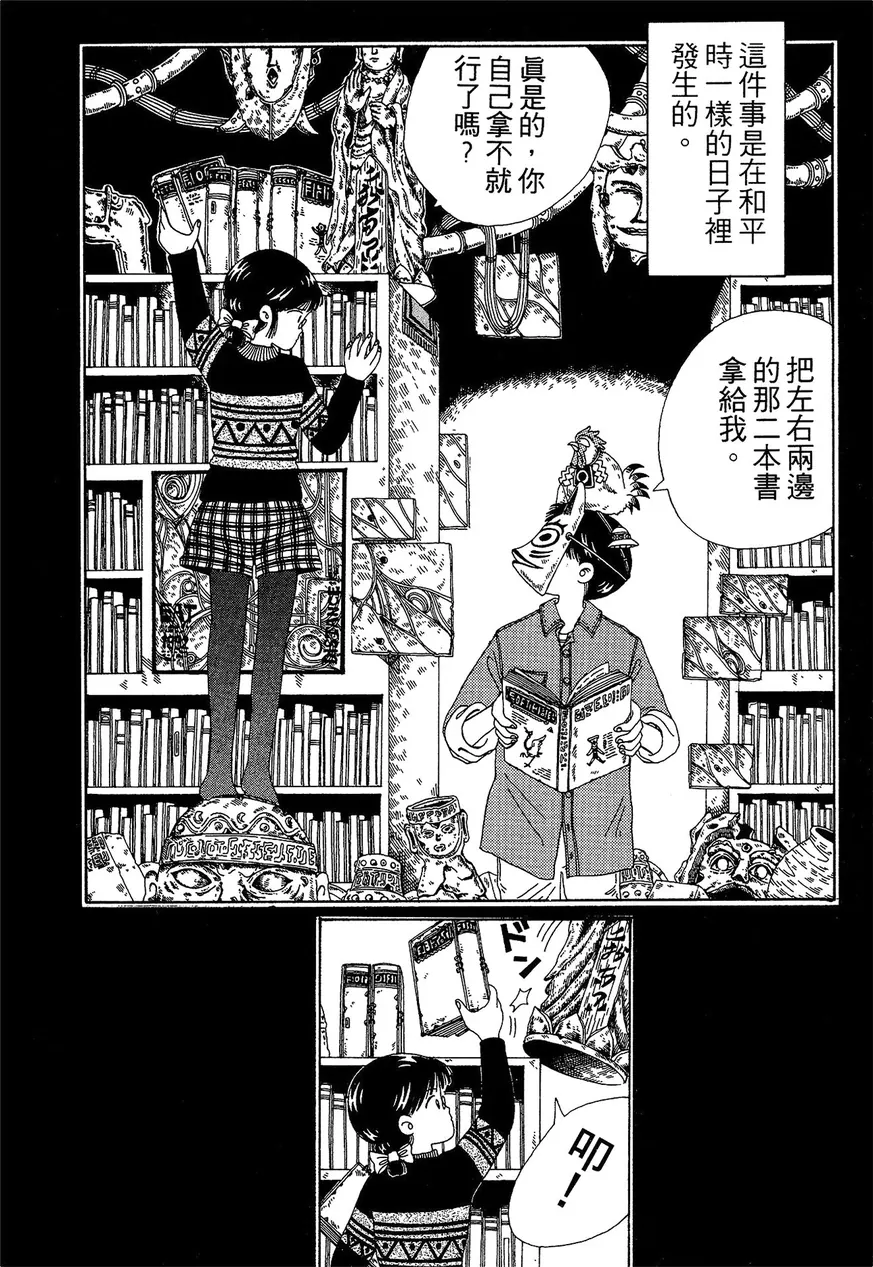 這件事是在和平
時一樣的日子裡
發生的。
把左右兩邊
的那二本書
拿給我。
眞是的，你
自己拿不就
行了嗎？
DISTANCE
ドン
叩！